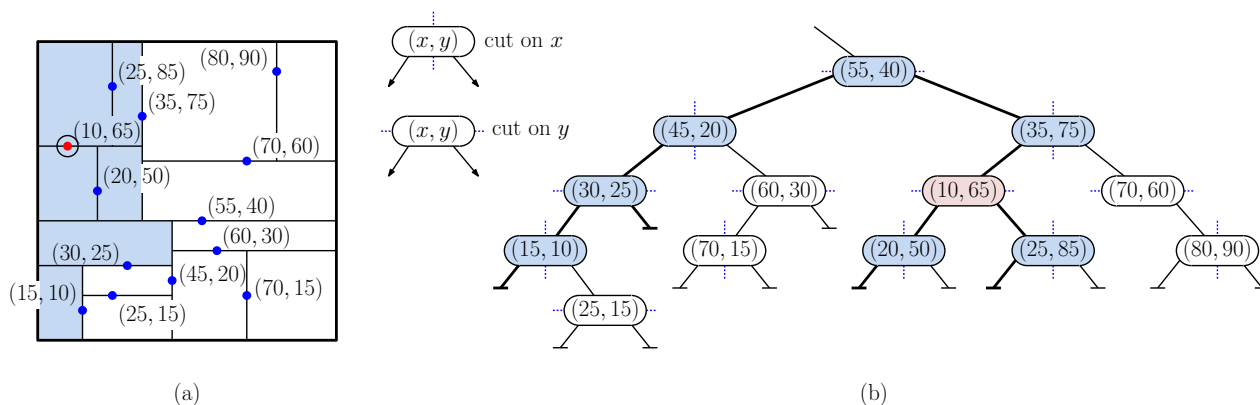 (80, 90)
(25, 85)
(35, 75)
(10, 65)
(70, 60)
(20, 50)
(55, 40)
(60, 30)
(30, 25)
(45, 20)
(15, 10)
(70, 15)
(25, 15)
(a)
(x, y) cut on x
(x, y) cut on y
(55, 40)
(45, 20) (35, 75)
(30, 25) (60, 30) (10, 65) (70, 60)
(15, 10) (70, 15) (20, 50) (25, 85) (80, 90)
(25, 15)
(b)